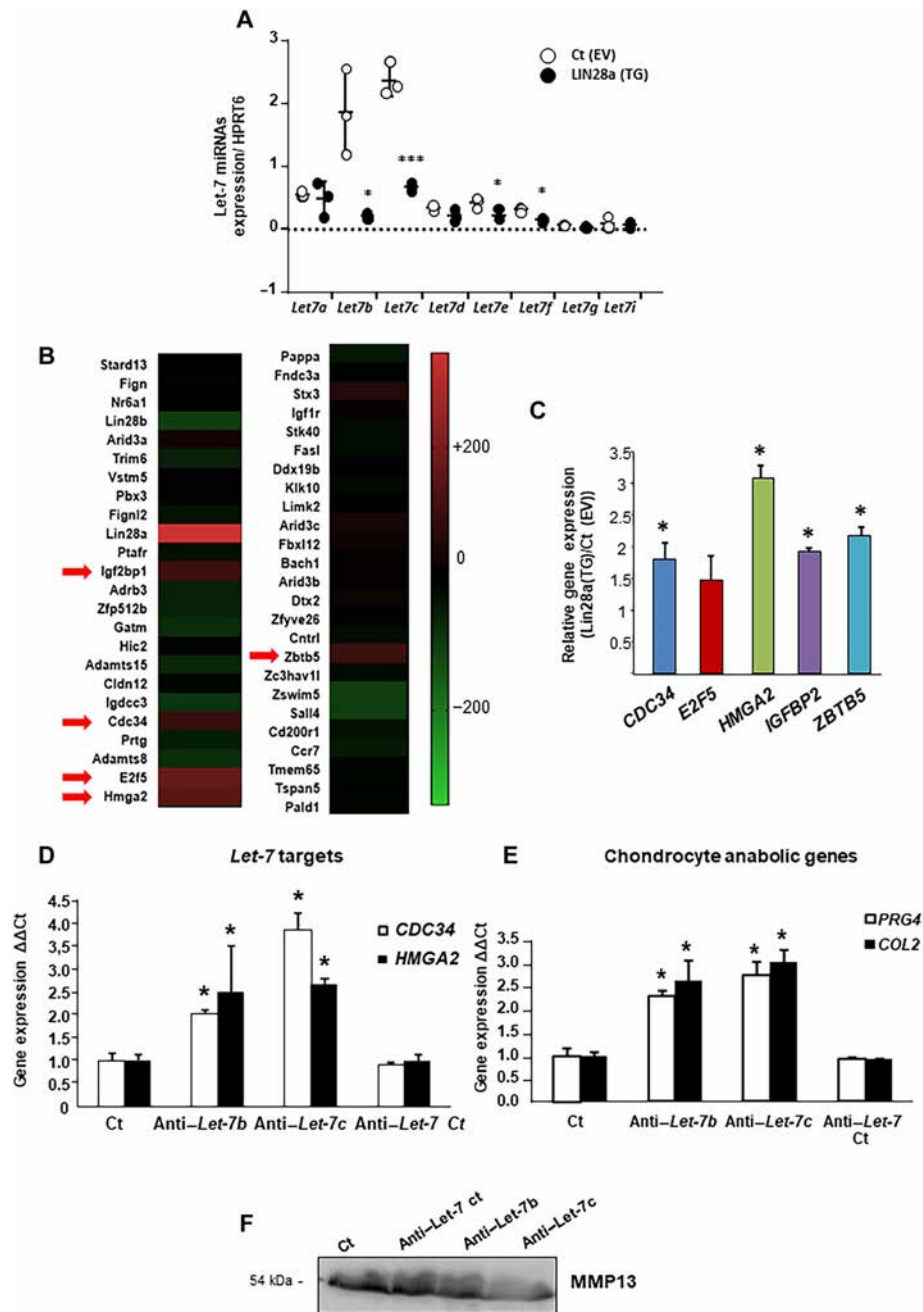 A
Let-7 miRNAs
expression/ HPRT6
3
2
1
0
−1
Ct (EV)
LIN28a (TG)
*
***
*
*
Let7a Let7b Let7c Let7d Let7e Let7f Let7g Let7i
B
Stard13
Fign
Nr6a1
Lin28b
Arid3a
Trim6
Vstm5
Pbx3
Fignl2
Lin28a
Ptafr
Igf2bp1
Adrb3
Zfp512b
Gatm
Hic2
Adamts15
Cldn12
Igdcc3
Cdc34
Prtg
Adamts8
E2f5
Hmga2
Pappa
Fndc3a
Stx3
Igf1r
Stk40
Fasl
Ddx19b
Klk10
Limk2
Arid3c
Fbxl12
Bach1
Arid3b
Dtx2
Zfyve26
Cntrl
Zbtb5
Zc3hav1l
Zswim5
Sall4
Cd200r1
Ccr7
Tmem65
Tspan5
Pald1
+200
0
−200
C
Relative gene expression
(Lin28a(TG)/Ct (EV))
3.5
3
2.5
2
1.5
1
0.5
* * * *
CDC34 E2F5 HMGA2 IGFBP2 ZBTB5
D
Let-7 targets
Gene expression ΔΔCt
4.5
4.0
3.5
3.0
2.5
2.0
1.5
1.0
0.5
0
* * * *
CDC34
HMGA2
Ct Anti–Let-7b Anti–Let-7c Anti–Let-7 Ct
E
Chondrocyte anabolic genes
Gene expression ΔΔCt
3.5
3.0
2.5
2.0
1.5
1.0
0.5
0.0
* * * *
PRG4
COL2
Ct Anti–Let-7b Anti–Let-7c Anti–Let-7
Ct
F
Ct Anti–Let-7 ct Anti–Let-7b Anti–Let-7c
54 kDa - MMP13